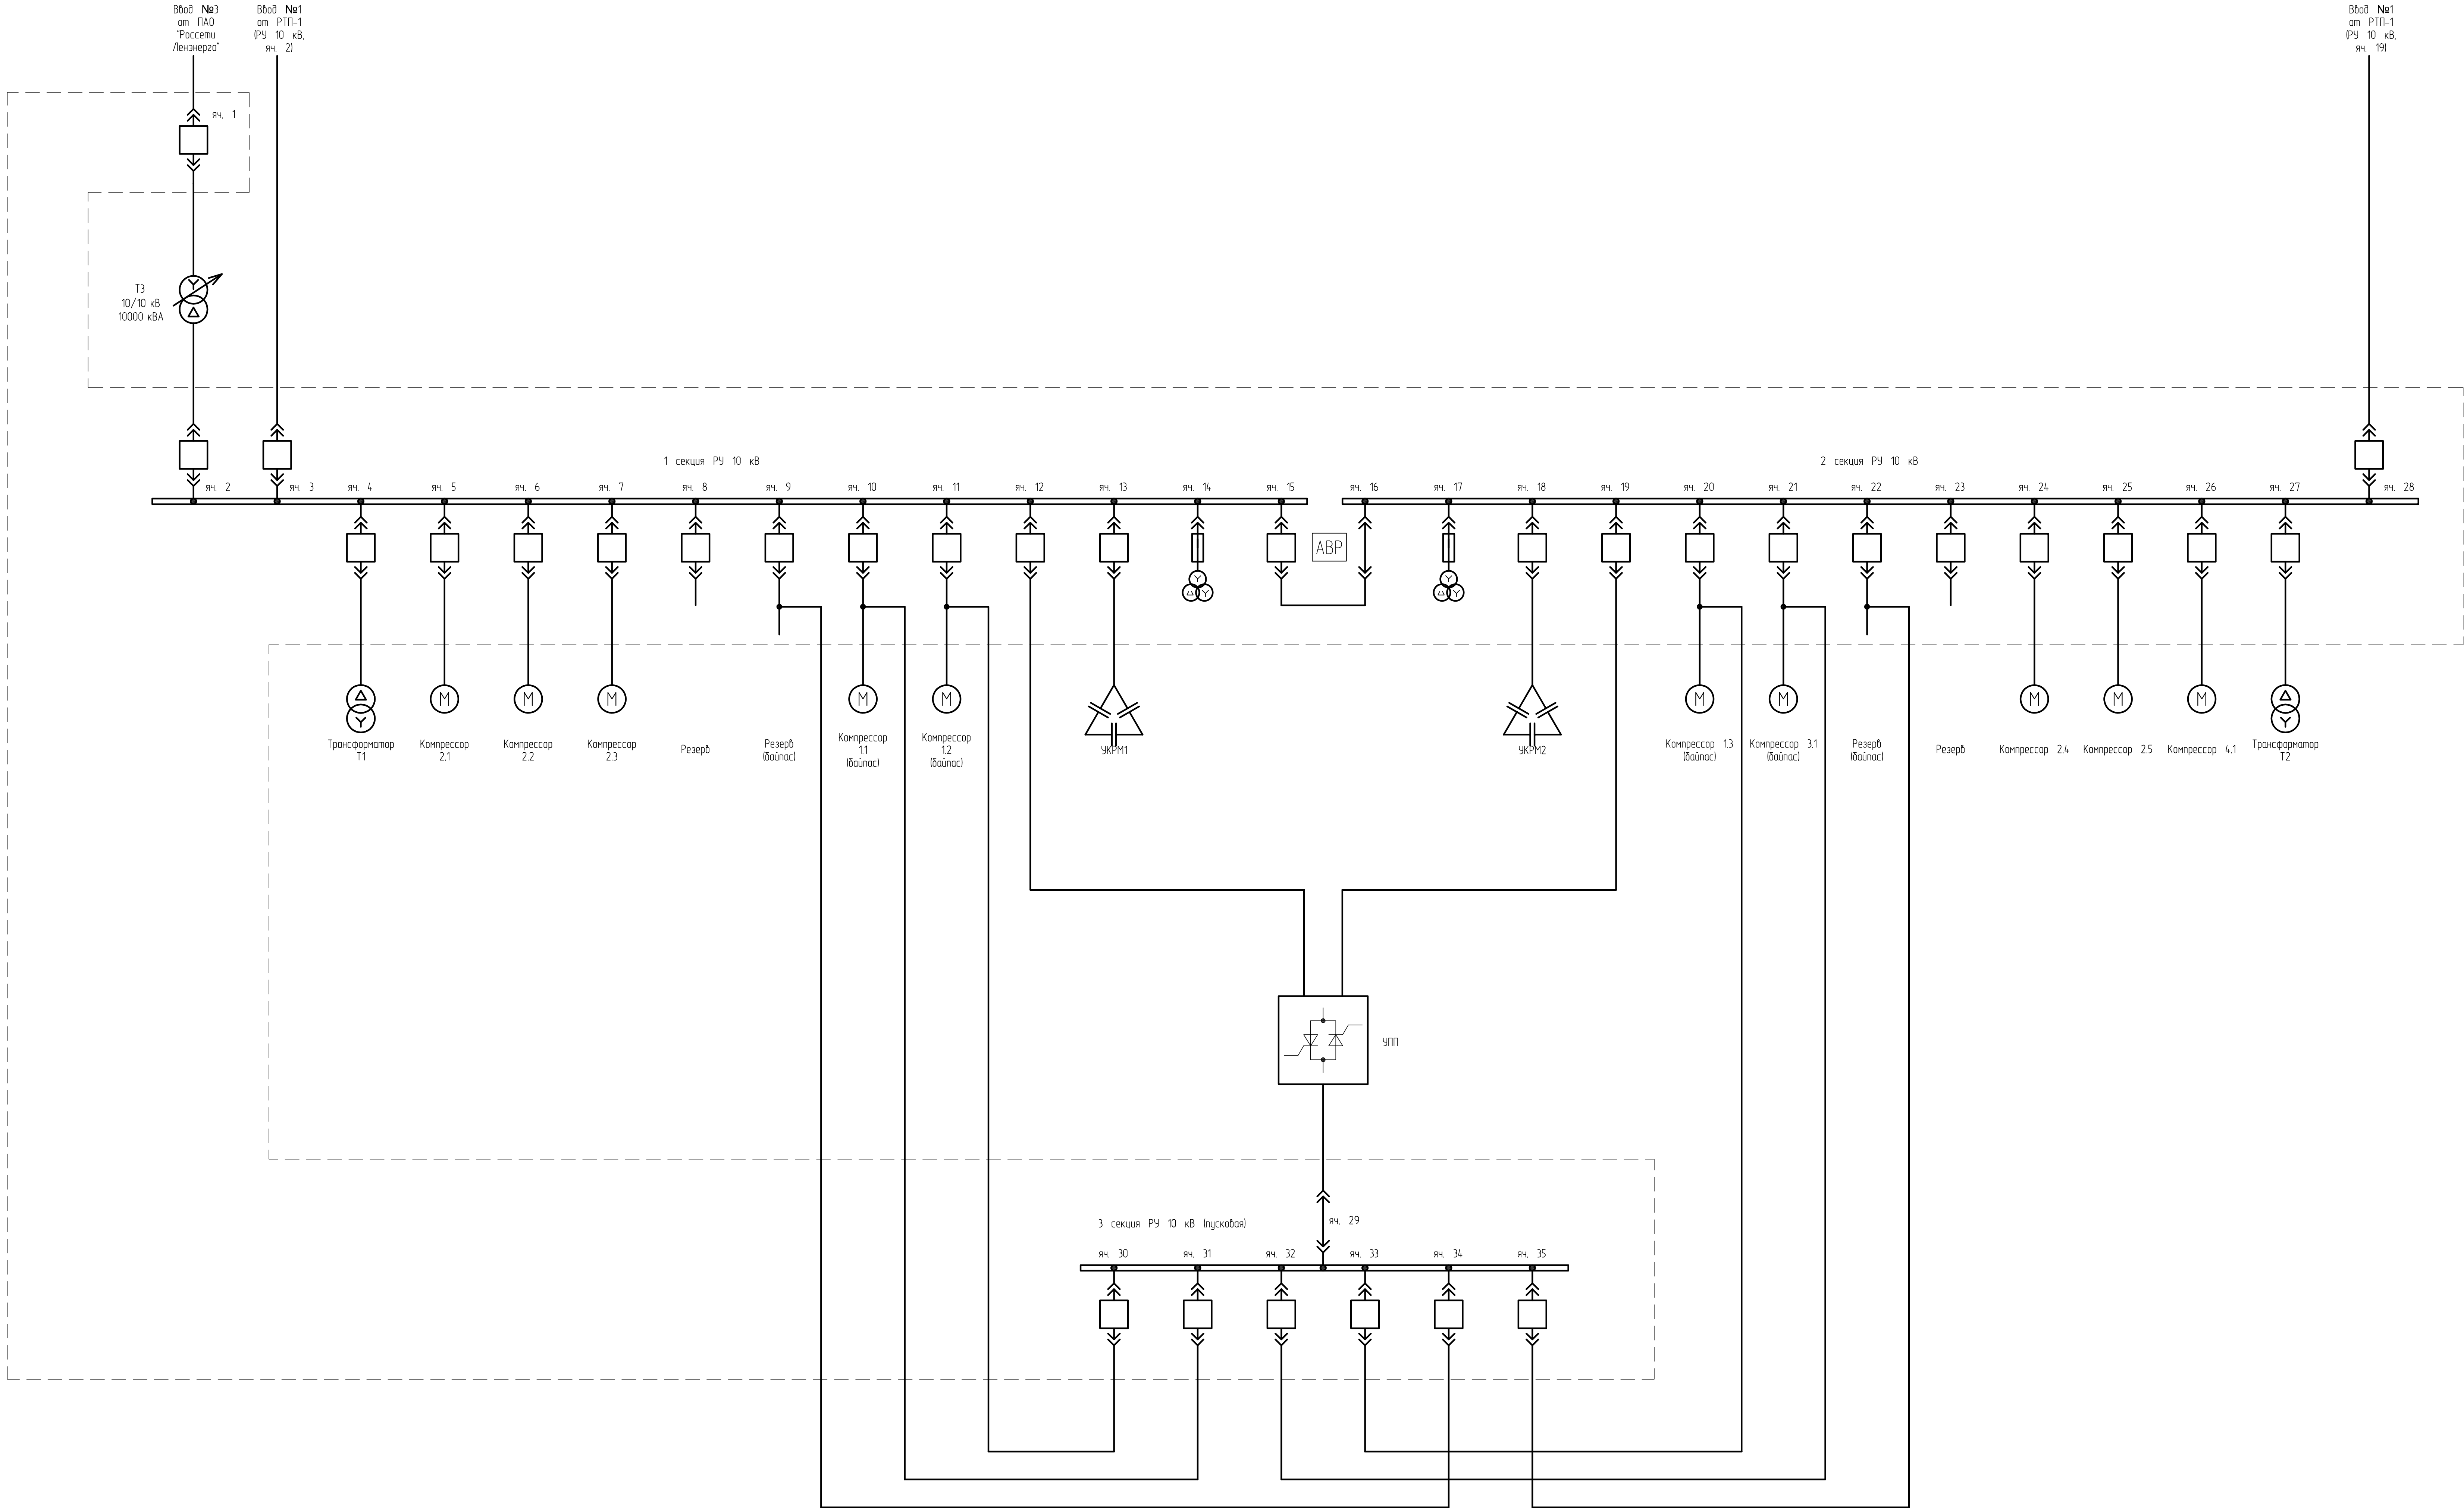 Ввод №3
от ПАО
"Россети
Ленэнерго"
Ввод №1
от РТП-1
(РУ 10 кВ,
яч. 2)
Ввод №1
от РТП-1
(РУ 10 кВ,
яч. 19)
яч. 1
Т3
10/10 кВ
10000 кВА
1 секция РУ 10 кВ
2 секция РУ 10 кВ
яч. 2
яч. 3
яч. 4
яч. 5
яч. 6
яч. 7
яч. 8
яч. 9
яч. 10
яч. 11
яч. 12
яч. 13
яч. 14
яч. 15
яч. 16
яч. 17
яч. 18
яч. 19
яч. 20
яч. 21
яч. 22
яч. 23
яч. 24
яч. 25
яч. 26
яч. 27
яч. 28
АВР
М
М
М
М
М
М
М
М
М
М
Трансформатор
Т1
Компрессор
2.1
Компрессор
2.2
Компрессор
2.3
Резерв
Резерв
(байпас)
Компрессор
1.1
(байпас)
Компрессор
1.2
(байпас)
УКРМ1
УКРМ2
Компрессор 1.3
(байпас)
Компрессор 3.1
(байпас)
Резерв
(байпас)
Резерв
Компрессор 2.4
Компрессор 2.5
Компрессор 4.1
Трансформатор
Т2
УПП
3 секция РУ 10 кВ (пусковая)
яч. 29
яч. 30
яч. 31
яч. 32
яч. 33
яч. 34
яч. 35